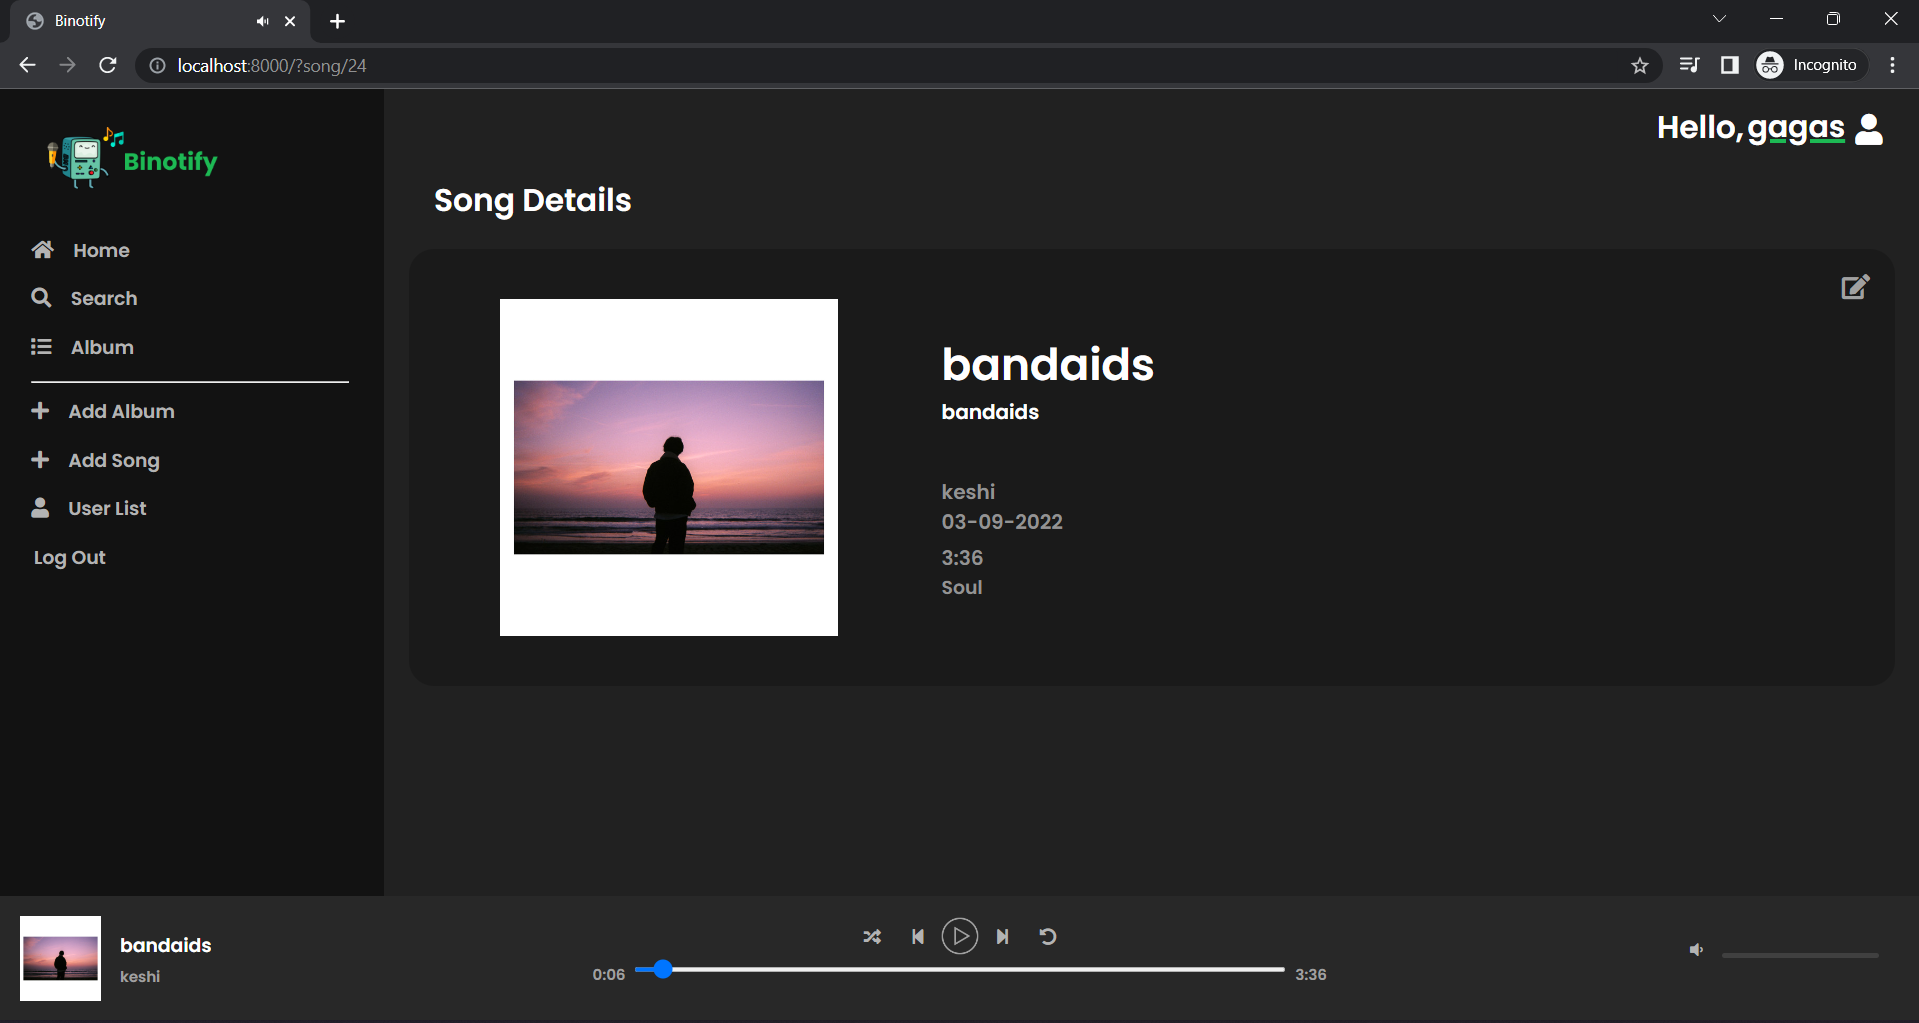 Binotify
localhost:8000/?song/24
Incognito
Binotify
Hello, gagas
Home
Search
Album
Add Album
Add Song
User List
Log Out
Song Details
bandaids
bandaids
keshi
03-09-2022
3:36
Soul
bandaids
keshi
0:06
3:36